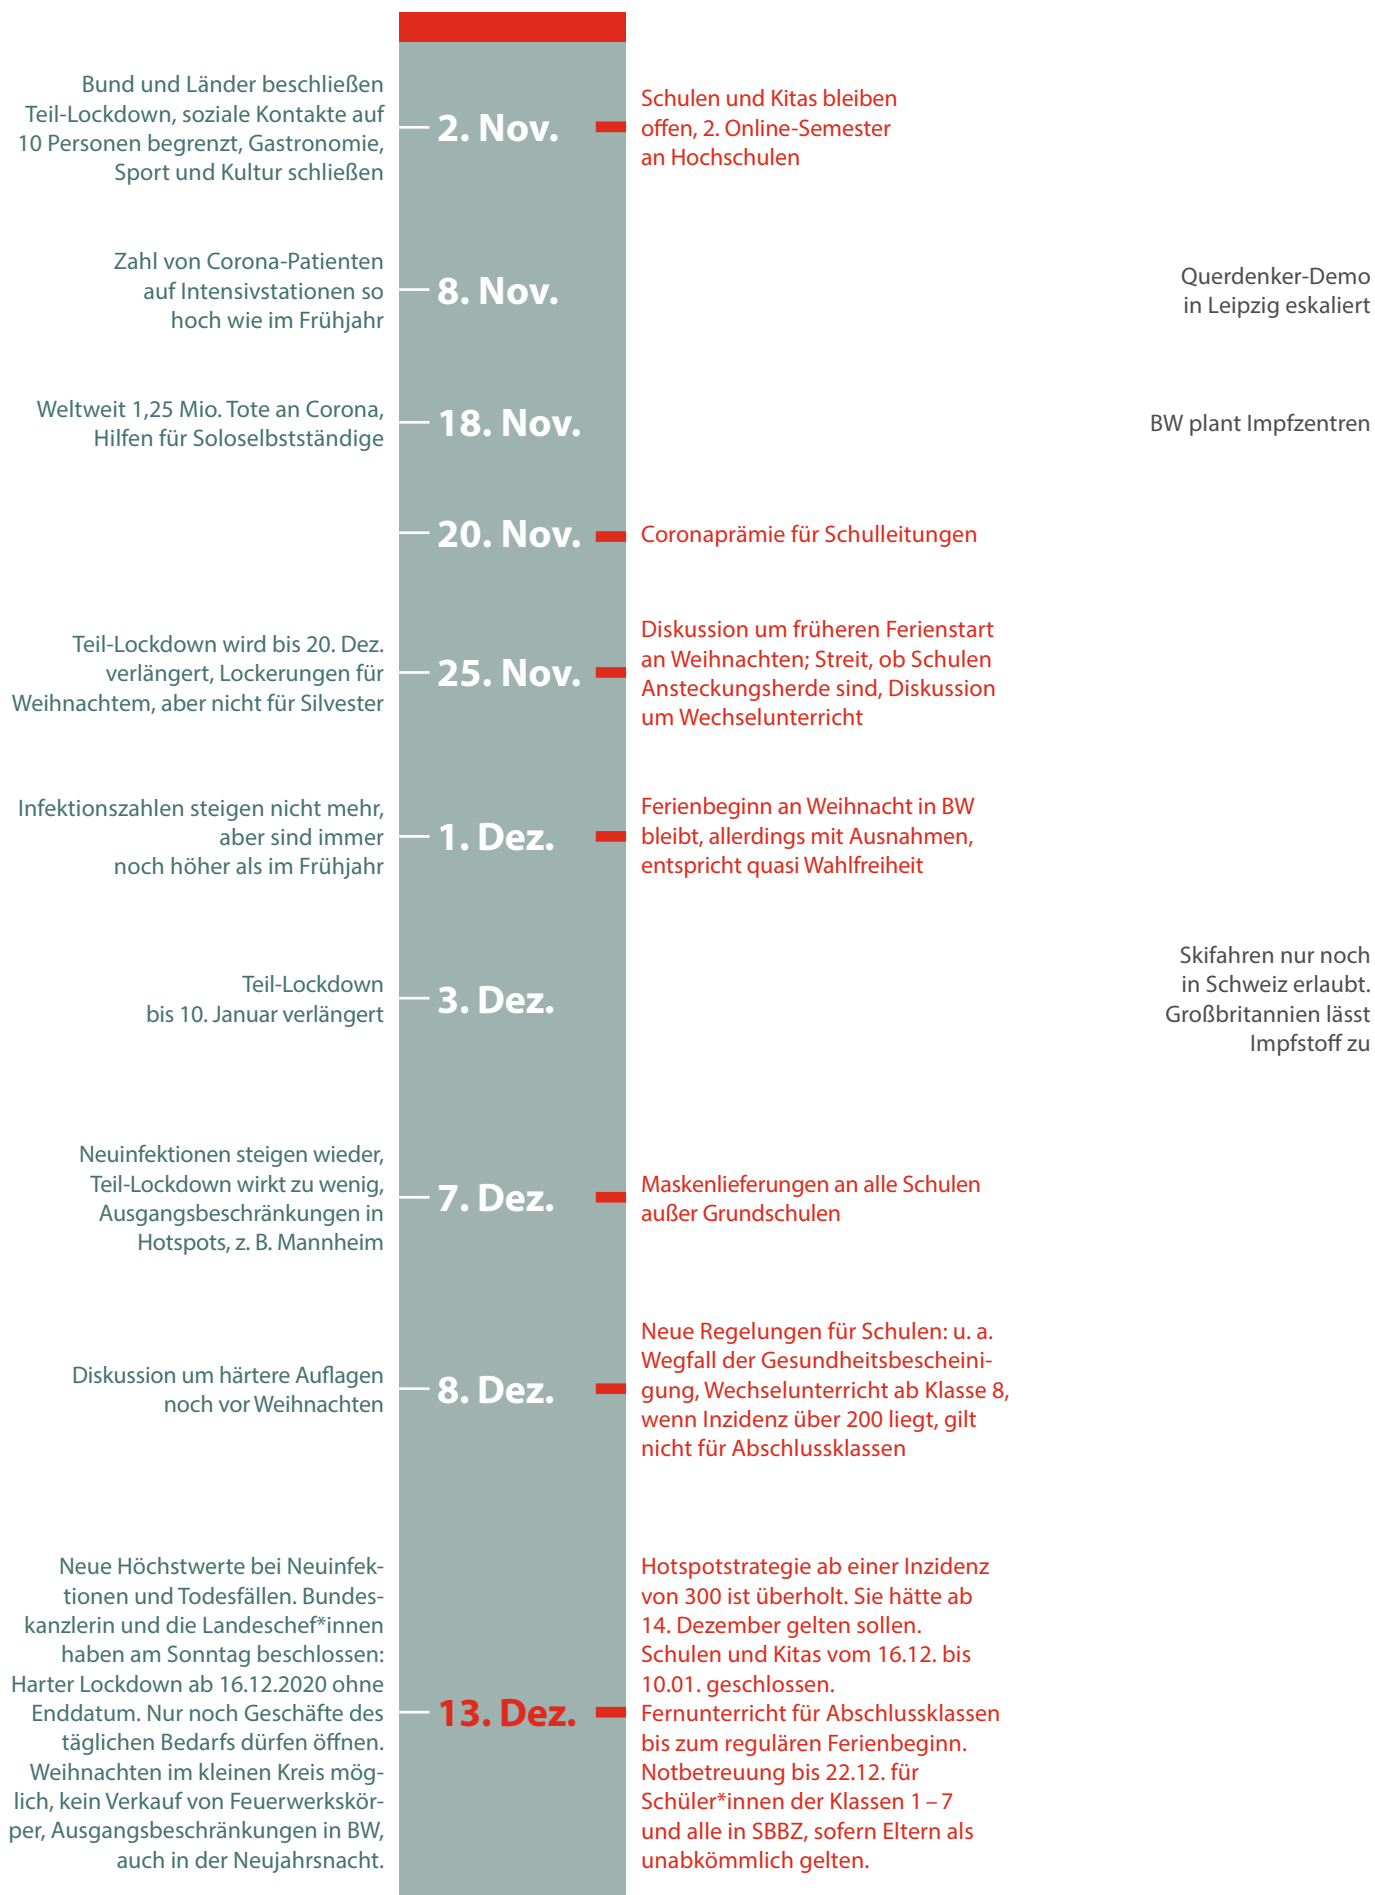 Bund und Länder beschließen
Teil-Lockdown, soziale Kontakte auf
10 Personen begrenzt, Gastronomie,
Sport und Kultur schließen
2. Nov.
Schulen und Kitas bleiben
offen, 2. Online-Semester
an Hochschulen
Zahl von Corona-Patienten
auf Intensivstationen so
hoch wie im Frühjahr
8. Nov.
Querdenker-Demo
in Leipzig eskaliert
Weltweit 1,25 Mio. Tote an Corona,
Hilfen für Soloselbstständige
18. Nov.
BW plant Impfzentren
20. Nov.
Coronaprämie für Schulleitungen
Teil-Lockdown wird bis 20. Dez.
verlängert, Lockerungen für
Weihnachtem, aber nicht für Silvester
25. Nov.
Diskussion um früheren Ferienstart
an Weihnachten; Streit, ob Schulen
Ansteckungsherde sind, Diskussion
um Wechselunterricht
Infektionszahlen steigen nicht mehr,
aber sind immer
noch höher als im Frühjahr
1. Dez.
Ferienbeginn an Weihnacht in BW
bleibt, allerdings mit Ausnahmen,
entspricht quasi Wahlfreiheit
Teil-Lockdown
bis 10. Januar verlängert
3. Dez.
Skifahren nur noch
in Schweiz erlaubt.
Großbritannien lässt
Impfstoff zu
Neuinfektionen steigen wieder,
Teil-Lockdown wirkt zu wenig,
Ausgangsbeschränkungen in
Hotspots, z. B. Mannheim
7. Dez.
Maskenlieferungen an alle Schulen
außer Grundschulen
Diskussion um härtere Auflagen
noch vor Weihnachten
8. Dez.
Neue Regelungen für Schulen: u. a.
Wegfall der Gesundheitsbescheini-
gung, Wechselunterricht ab Klasse 8,
wenn Inzidenz über 200 liegt, gilt
nicht für Abschlussklassen
Neue Höchstwerte bei Neuinfek-
tionen und Todesfällen. Bundes-
kanzlerin und die Landeschef*innen
haben am Sonntag beschlossen:
Harter Lockdown ab 16.12.2020 ohne
Enddatum. Nur noch Geschäfte des
täglichen Bedarfs dürfen öffnen.
Weihnachten im kleinen Kreis mög-
lich, kein Verkauf von Feuerwerkskör-
per, Ausgangsbeschränkungen in BW,
auch in der Neujahrsnacht.
13. Dez.
Hotspotstrategie ab einer Inzidenz
von 300 ist überholt. Sie hätte ab
14. Dezember gelten sollen.
Schulen und Kitas vom 16.12. bis
10.01. geschlossen.
Fernunterricht für Abschlussklassen
bis zum regulären Ferienbeginn.
Notbetreuung bis 22.12. für
Schüler*innen der Klassen 1 – 7
und alle in SBBZ, sofern Eltern als
unabkömmlich gelten.